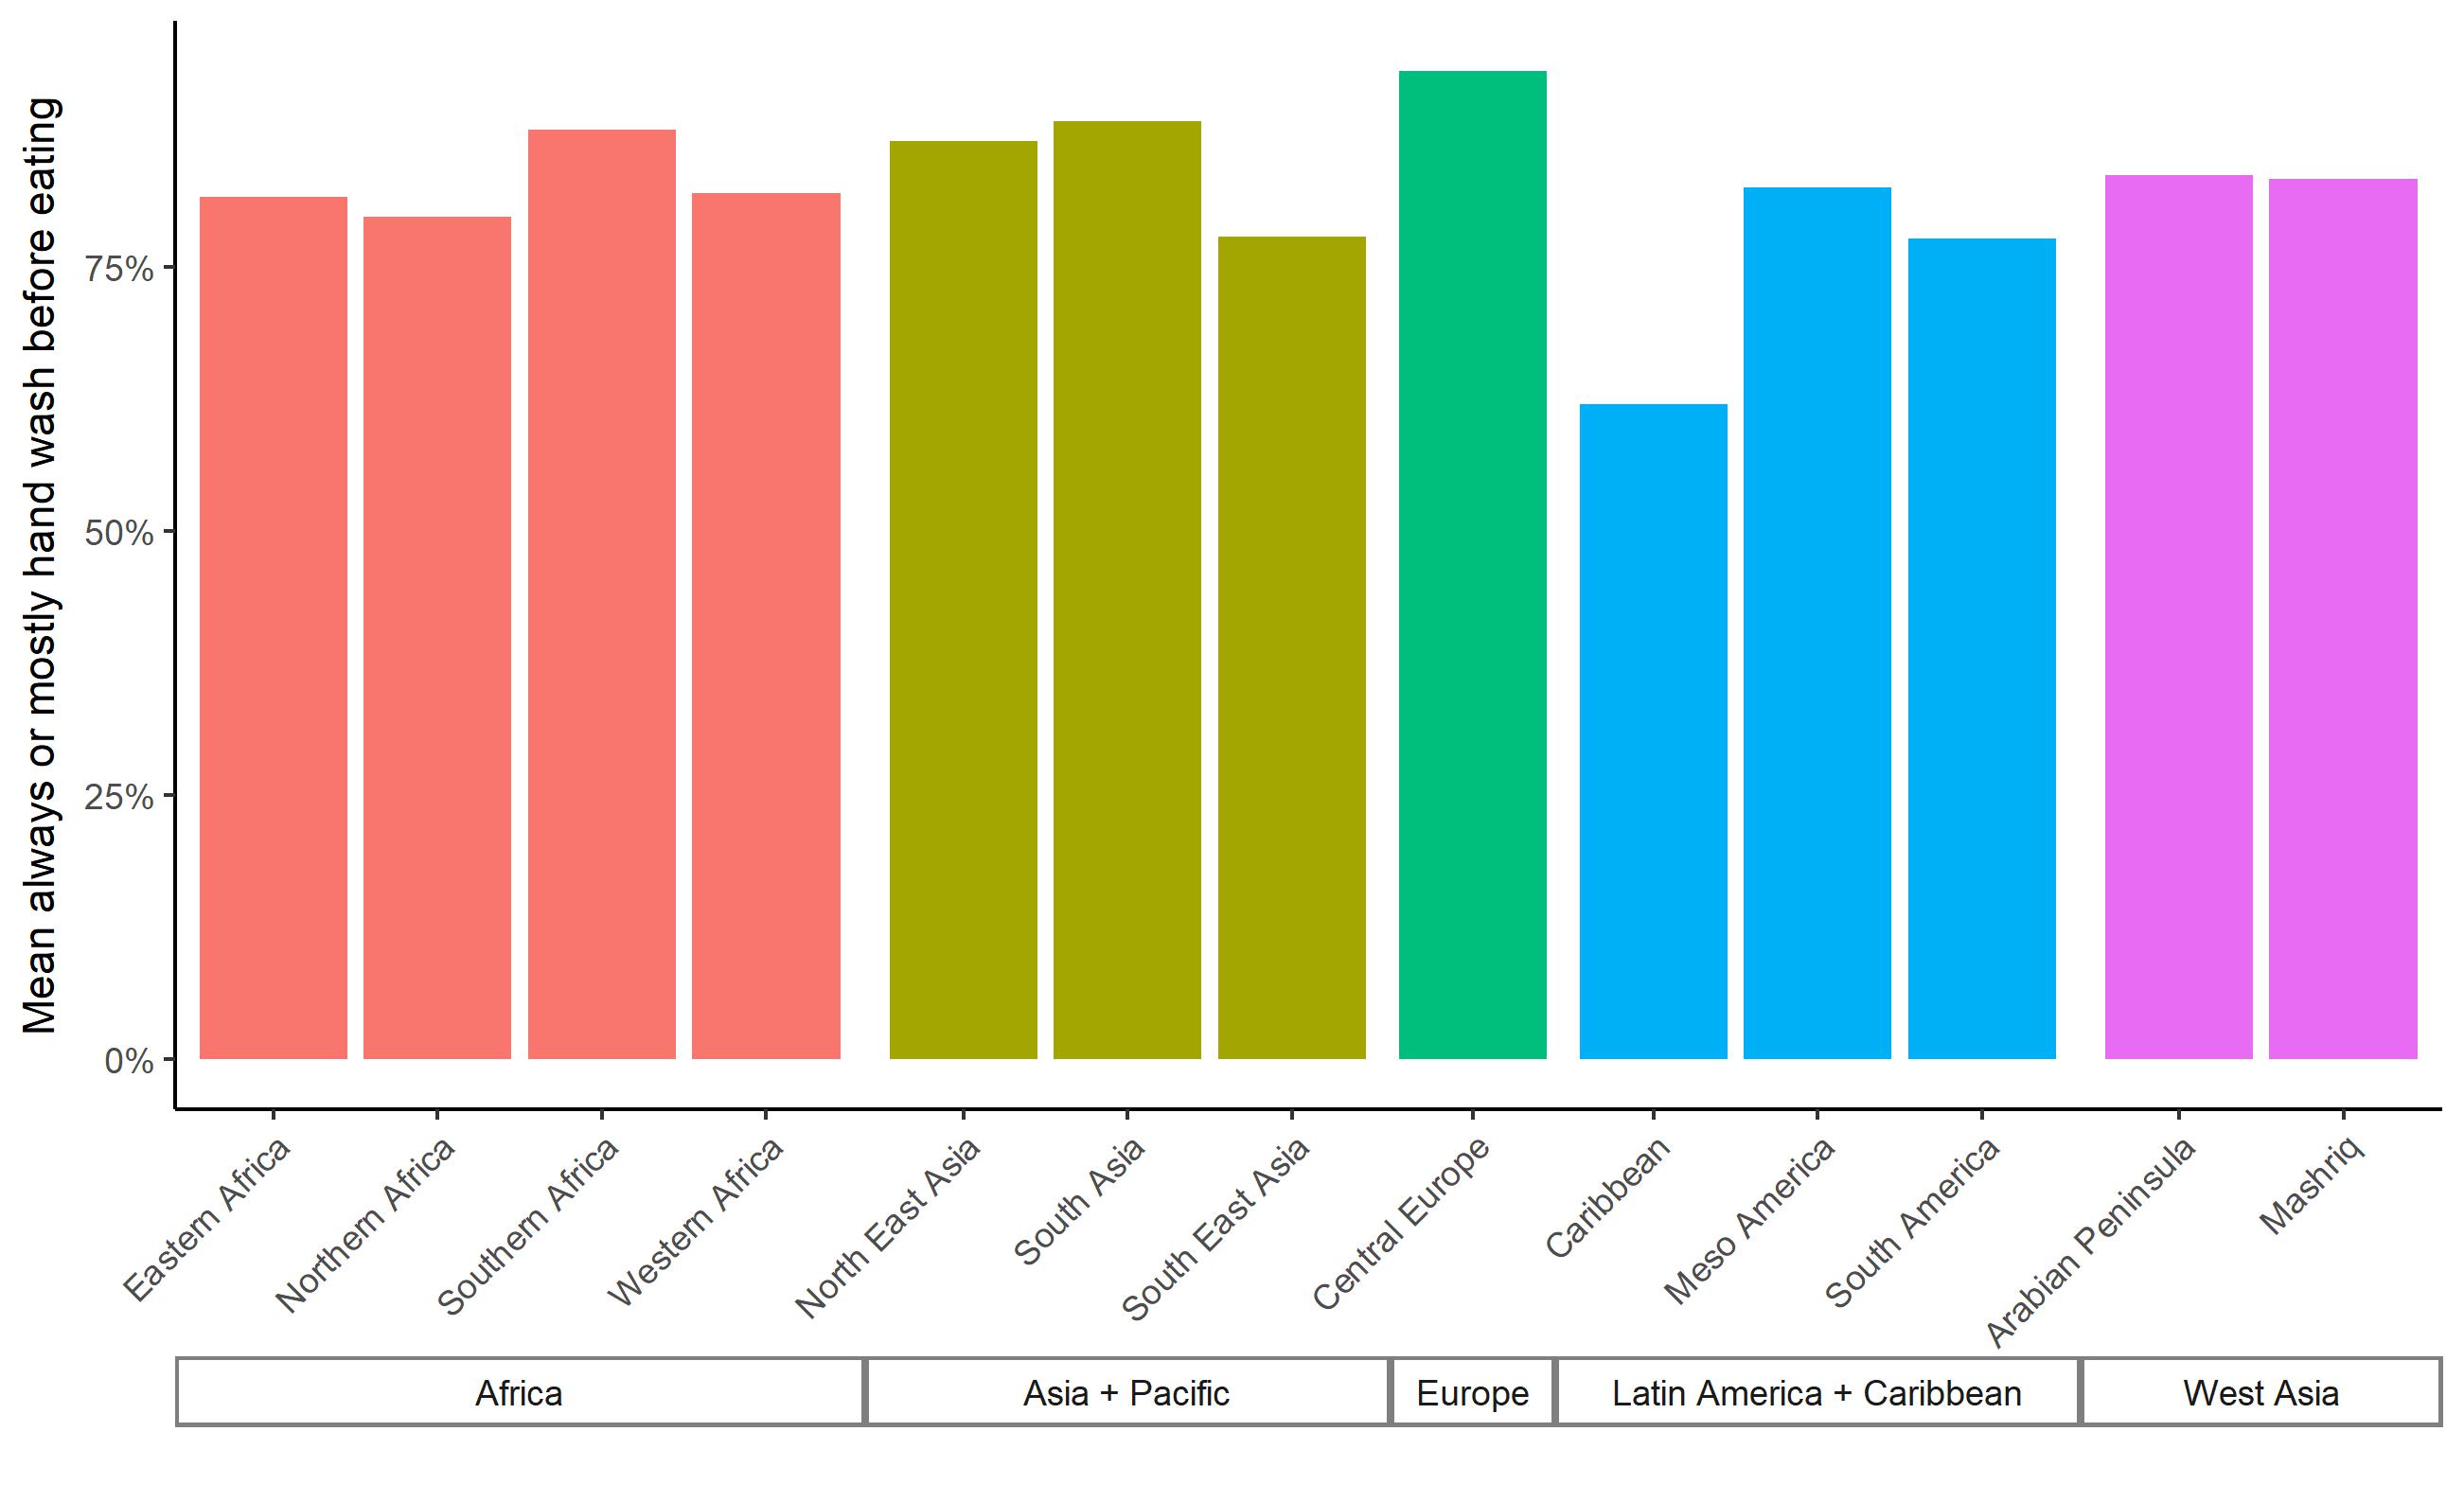 Mean always or mostly hand wash before eating
75%
50%
25%
0%
Eastern Africa
Northern Africa
Southern Africa
Western Africa
North East Asia
South Asia
South East Asia
Central Europe
Caribbean
Meso America
South America
Arabian Peninsula
Mashriq
Africa
Asia + Pacific
Europe
Latin America + Caribbean
West Asia